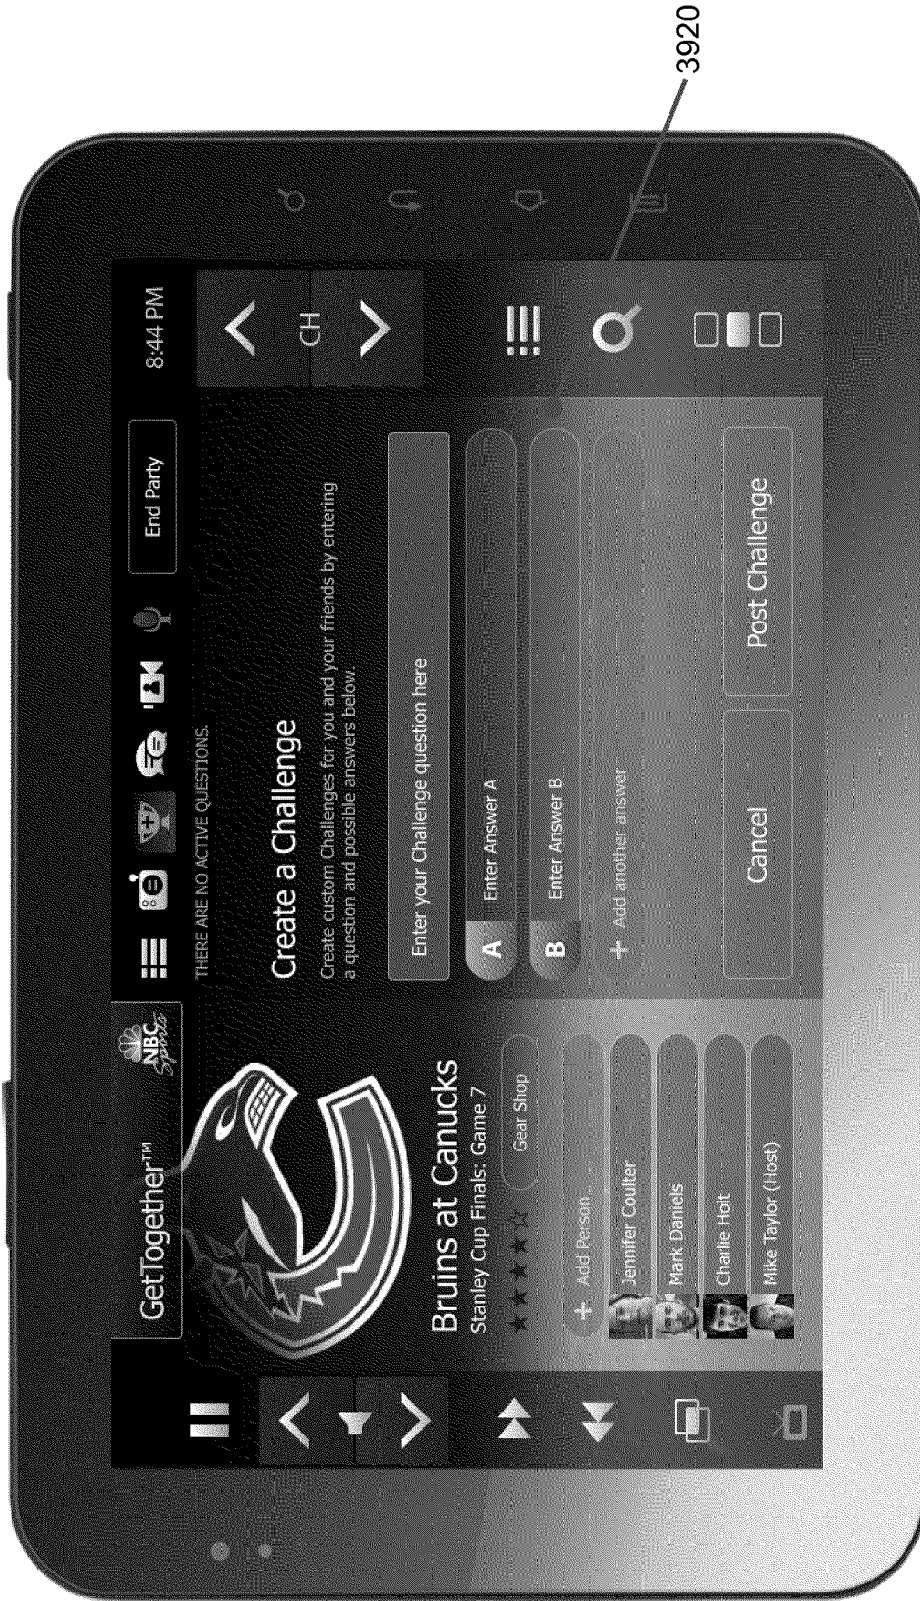 3920
GetTogether™
NBC
Sports
End Party
8:44 PM
THERE ARE NO ACTIVE QUESTIONS.
CH
Bruins at Canucks
Stanley Cup Finals: Game 7
Gear Shop
+ Add Person
Jennifer Coulter
Mark Daniels
Charlie Holt
Mike Taylor (Host)
Create a Challenge
Create custom Challenges for you and your friends by entering
a question and possible answers below.
Enter your Challenge question here
A Enter Answer A
B Enter Answer B
+ Add another answer
Cancel
Post Challenge